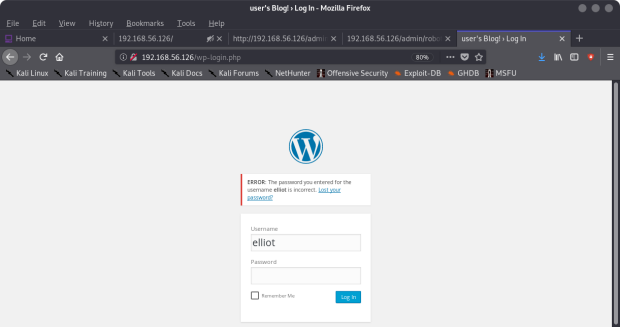 user's Blog! › Log In - Mozilla Firefox
File Edit View History Bookmarks Tools Help
Home 192.168.56.126/ http://192.168.56.126/admin 192.168.56.126/admin/roba user's Blog! › Log In
192.168.56.126/wp-login.php 80%
Kali Linux Kali Training Kali Tools Kali Docs Kali Forums NetHunter Offensive Security Exploit-DB GHDB MSFU
ERROR: The password you entered for the
username elliot is incorrect. Lost your
password?
Username
elliot
Password
Remember Me Log In